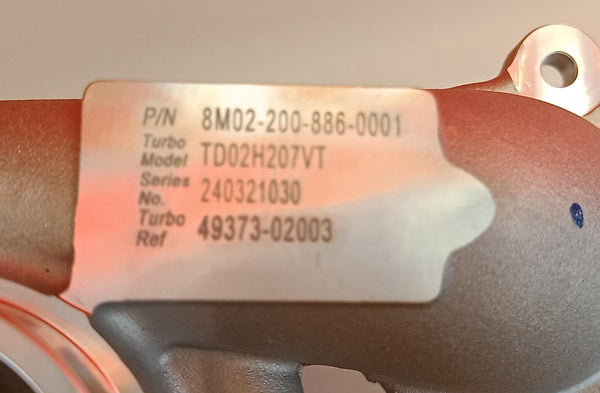 P/N 8M02-200-886-0001
Turbo Model TD02H207VT
Series No. 240321030
Turbo Ref 49373-02003